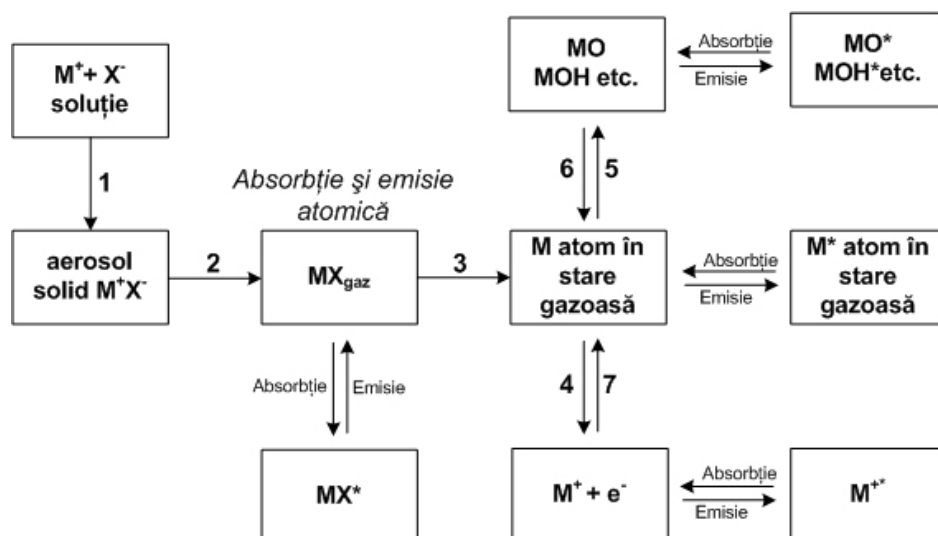 M⁺+ X⁻
soluție
MO
MOH etc.
Absorbție
Emisie
MO*
MOH*etc.
1
Absorbție și emisie
atomică
6
5
aerosol
solid M⁺X⁻
2
MXgaz
3
M atom în
stare
gazoasă
Absorbție
Emisie
M* atom în
stare
gazoasă
Absorbție
Emisie
4
7
MX*
M⁺ + e⁻
Absorbție
Emisie
M⁺*